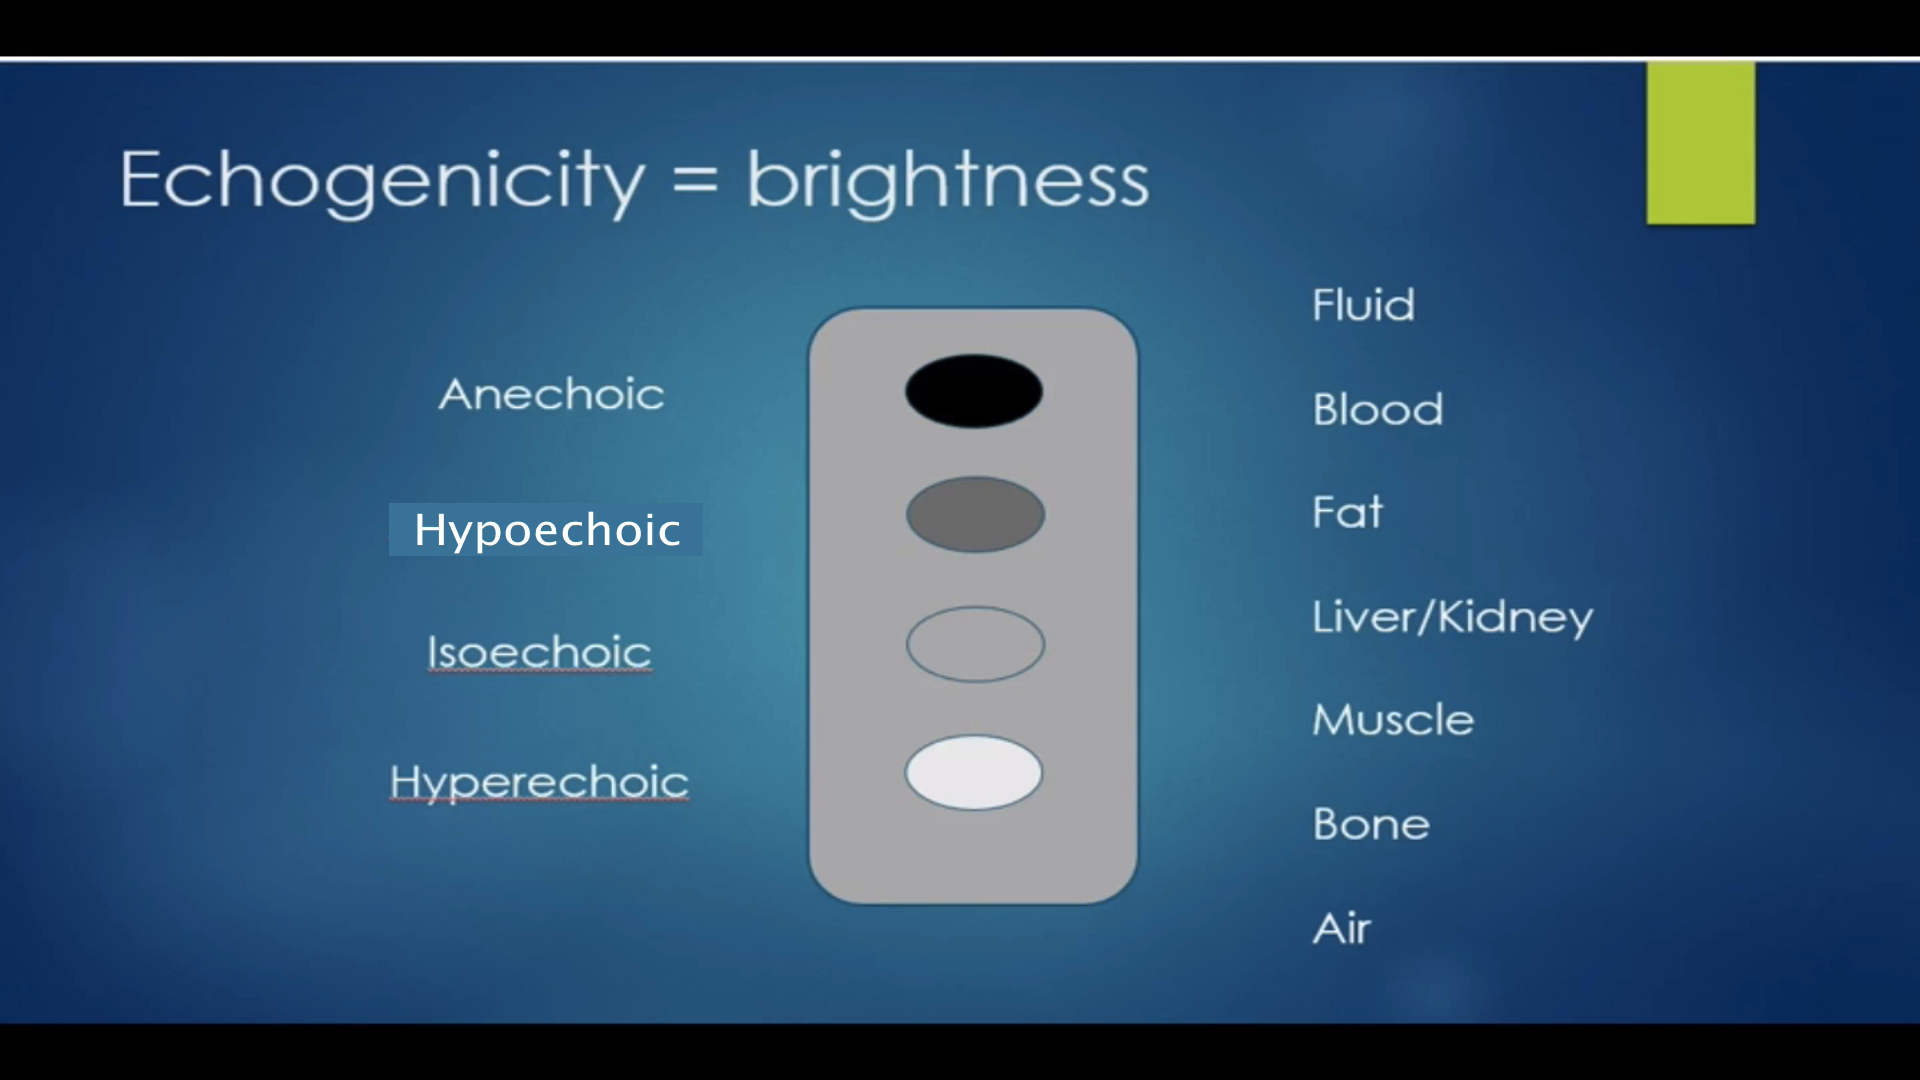 Echogenicity = brightness
Anechoic
Hypoechoic
Isoechoic
Hyperechoic
Fluid
Blood
Fat
Liver/Kidney
Muscle
Bone
Air